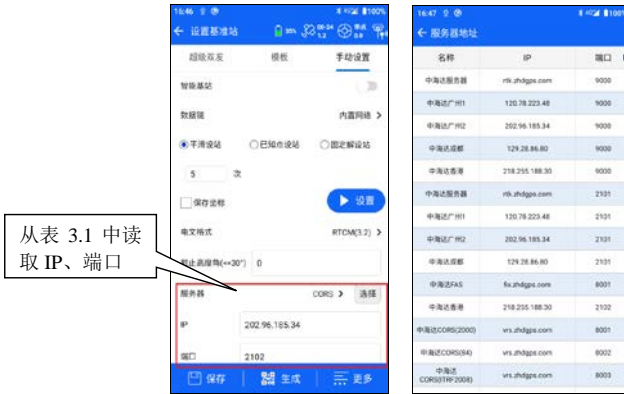 从表 3.1 中读
取 IP、端口
16:46
100%
设置基准站
超级双发 模板 手动设置
智能基站
数据链 内置网络
平滑设站 已知点设站 固定解设站
5 次
保存坐标 设置
电文格式 RTCM(3.2)
截止高度角(<=30°) 0
服务器 CORS 选择
IP 202.96.185.34
端口 2102
保存 生成 更多
16:47
服务器地址
名称 IP 端口
中海达服务器 rtk.zhdgps.com 9000
中海达广州1 120.78.223.48 9000
中海达广州2 202.96.185.34 9000
中海达成都 129.28.86.80 9000
中海达香港 218.255.188.30 9000
中海达服务器 rtk.zhdgps.com 2101
中海达广州1 120.78.223.48 2101
中海达广州2 202.96.185.34 2101
中海达成都 129.28.86.80 2101
中海达FAS fix.zhdgps.com 8001
中海达香港 218.255.188.30 2102
中海达CORS(2000) vrs.zhdgps.com 8001
中海达CORS(84) vrs.zhdgps.com 8002
中海达
CORS(ITRF2008) vrs.zhdgps.com 8003